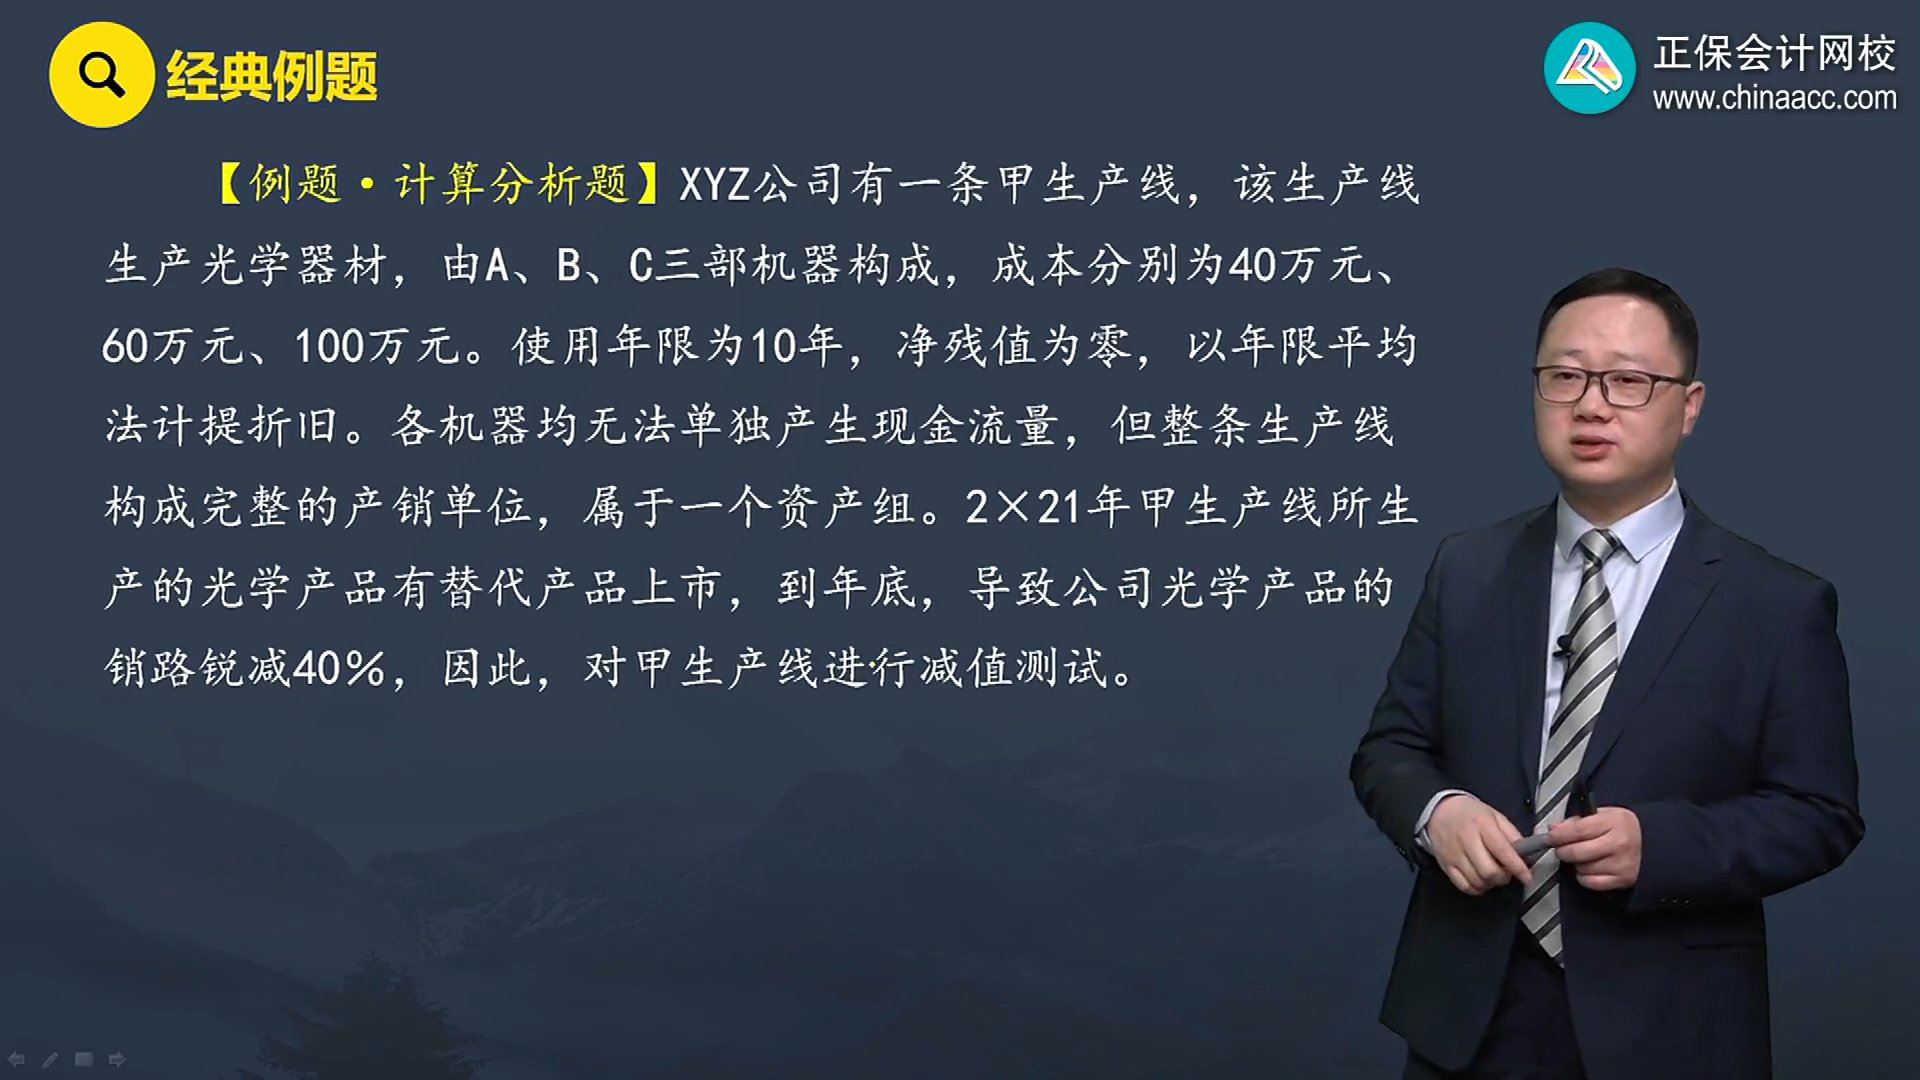 经典例题
正保会计网校
www.chinaacc.com
【例题·计算分析题】XYZ公司有一条甲生产线，该生产线
生产光学器材，由A、B、C三部机器构成，成本分别为40万元、
60万元、100万元。使用年限为10年，净残值为零，以年限平均
法计提折旧。各机器均无法单独产生现金流量，但整条生产线
构成完整的产销单位，属于一个资产组。2×21年甲生产线所生
产的光学产品有替代产品上市，到年底，导致公司光学产品的
销路锐减40%，因此，对甲生产线进行减值测试。